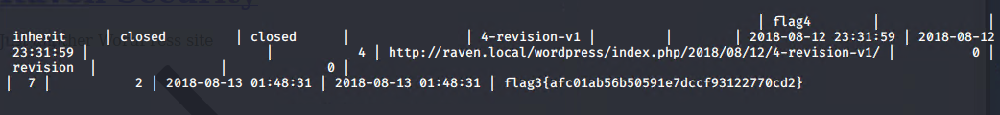 | flag4 | |
inherit | closed | closed | | 4-revision-v1 | | | 2018-08-12 23:31:59 | 2018-08-12
23:31:59 | | 4 | http://raven.local/wordpress/index.php/2018/08/12/4-revision-v1/ | 0 |
revision | | 0 |
| 7 | 2 | 2018-08-13 01:48:31 | 2018-08-13 01:48:31 | flag3{afc01ab56b50591e7dccf93122770cd2}